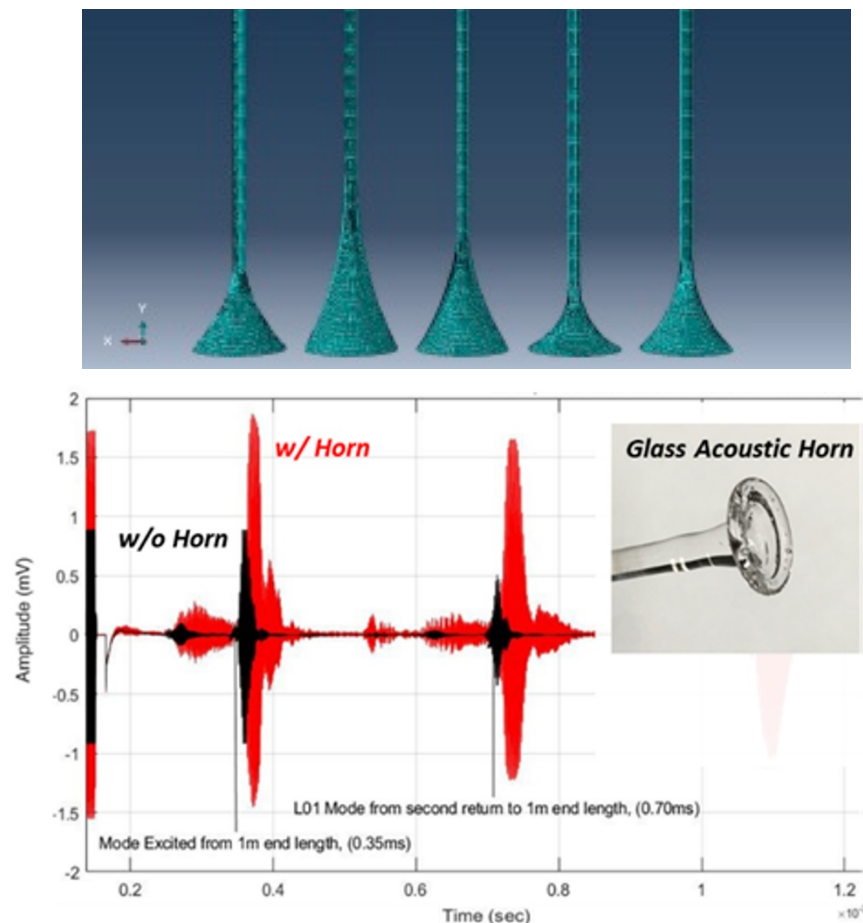 Y
X
2
w/ Horn
Glass Acoustic Horn
1.5
1
w/o Horn
0.5
0
-0.5
-1
-1.5
-2
Amplitude (mV)
L01 Mode from second return to 1m end length, (0.70ms)
Mode Excited from 1m end length, (0.35ms)
0.2
0.4
0.6
0.8
1
1.2
Time (sec)